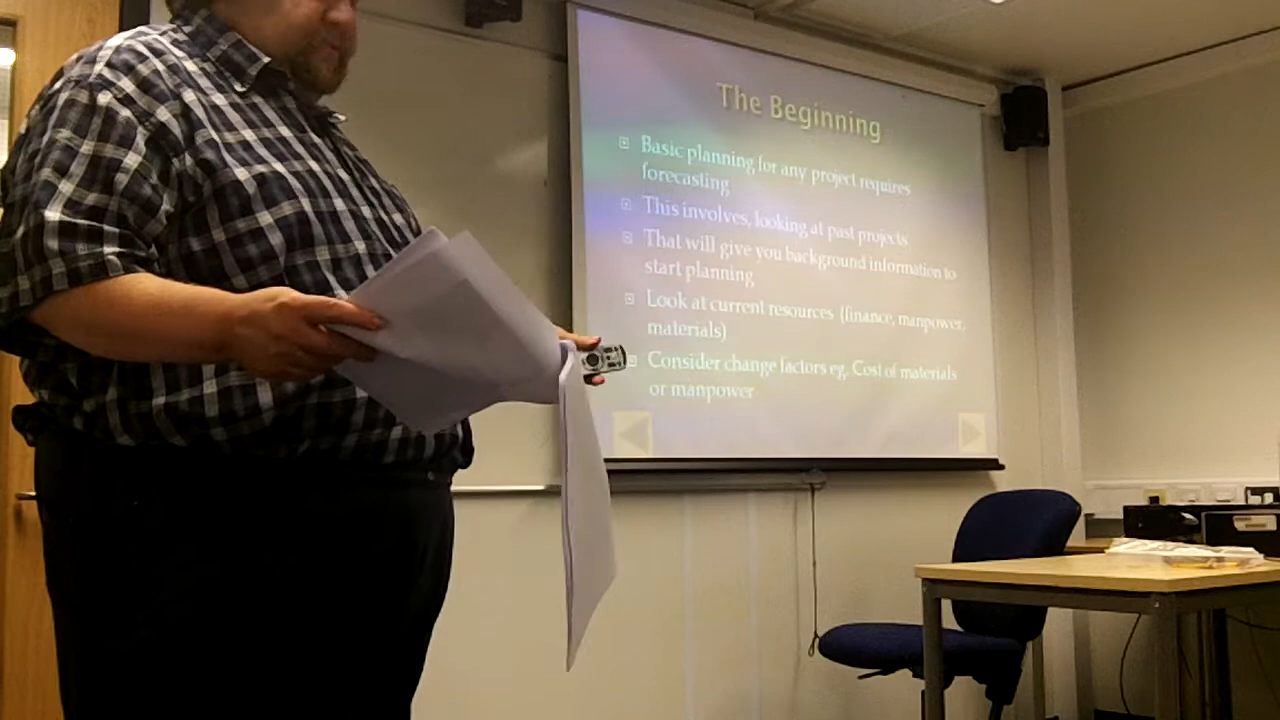 The Beginning
Basic planning for any project requires
forecasting
This involves, looking at past projects
That will give you background information to
start planning
Look at current resources (finance, manpower,
materials)
Consider change factors eg. Cost of materials
or manpower